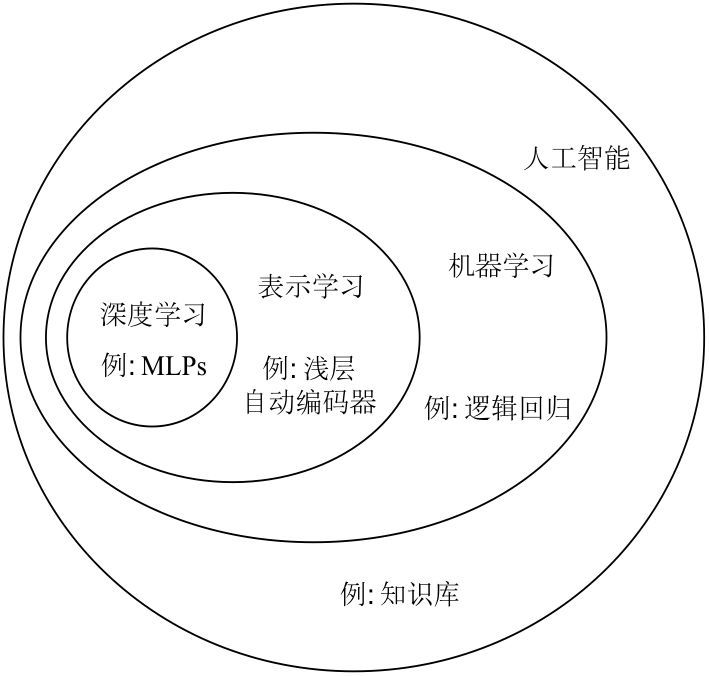 人工智能
机器学习
表示学习
深度学习
例: MLPs
例: 浅层
自动编码器
例: 逻辑回归
例: 知识库